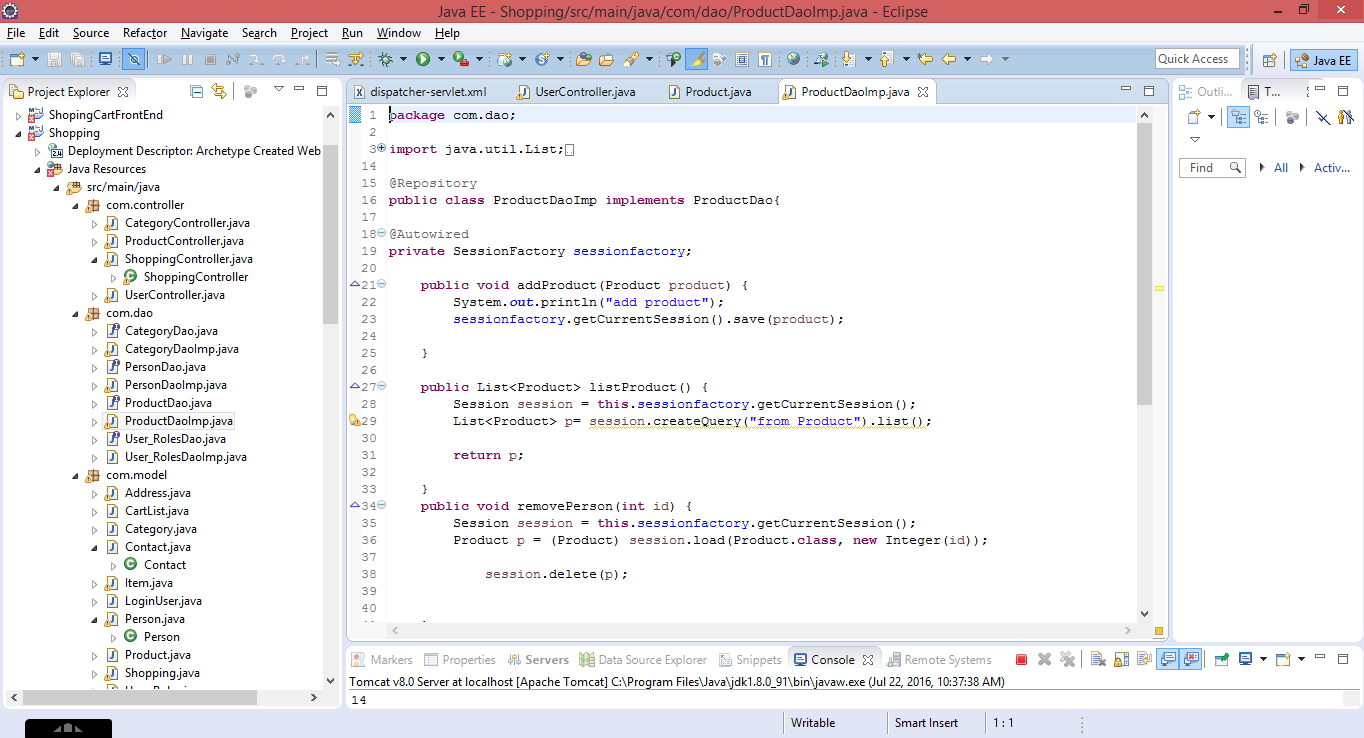 Java EE - Shopping/src/main/java/com/dao/ProductDaoImp.java - Eclipse
File Edit Source Refactor Navigate Search Project Run Window Help
Quick Access
Java EE
Project Explorer
ShopingCartFrontEnd
Shopping
Deployment Descriptor: Archetype Created Web
Java Resources
src/main/java
com.controller
CategoryController.java
ProductController.java
ShoppingController.java
ShoppingController
UserController.java
com.dao
CategoryDao.java
CategoryDaoImp.java
PersonDao.java
PersonDaoImp.java
ProductDao.java
ProductDaoImp.java
User_RolesDao.java
User_RolesDaoImp.java
com.model
Address.java
CartList.java
Category.java
Contact.java
Contact
Item.java
LoginUser.java
Person.java
Person
Product.java
Shopping.java
dispatcher-servlet.xml UserController.java Product.java ProductDaoImp.java
1 package com.dao;
2
3 import java.util.List;
14
15 @Repository
16 public class ProductDaoImp implements ProductDao{
17
18 @Autowired
19 private SessionFactory sessionfactory;
20
21 public void addProduct(Product product) {
22 System.out.println("add product");
23 sessionfactory.getCurrentSession().save(product);
24
25 }
26
27 public List<Product> listProduct() {
28 Session session = this.sessionfactory.getCurrentSession();
29 List<Product> p= session.createQuery("from Product").list();
30
31 return p;
32
33 }
34 public void removePerson(int id) {
35 Session session = this.sessionfactory.getCurrentSession();
36 Product p = (Product) session.load(Product.class, new Integer(id));
37
38 session.delete(p);
39
40
Outli... T...
Find All Activ...
Markers Properties Servers Data Source Explorer Snippets Console Remote Systems
Tomcat v8.0 Server at localhost [Apache Tomcat] C:\Program Files\Java\jdk1.8.0_91\bin\javaw.exe (Jul 22, 2016, 10:37:38 AM)
14
Writable Smart Insert 1 : 1